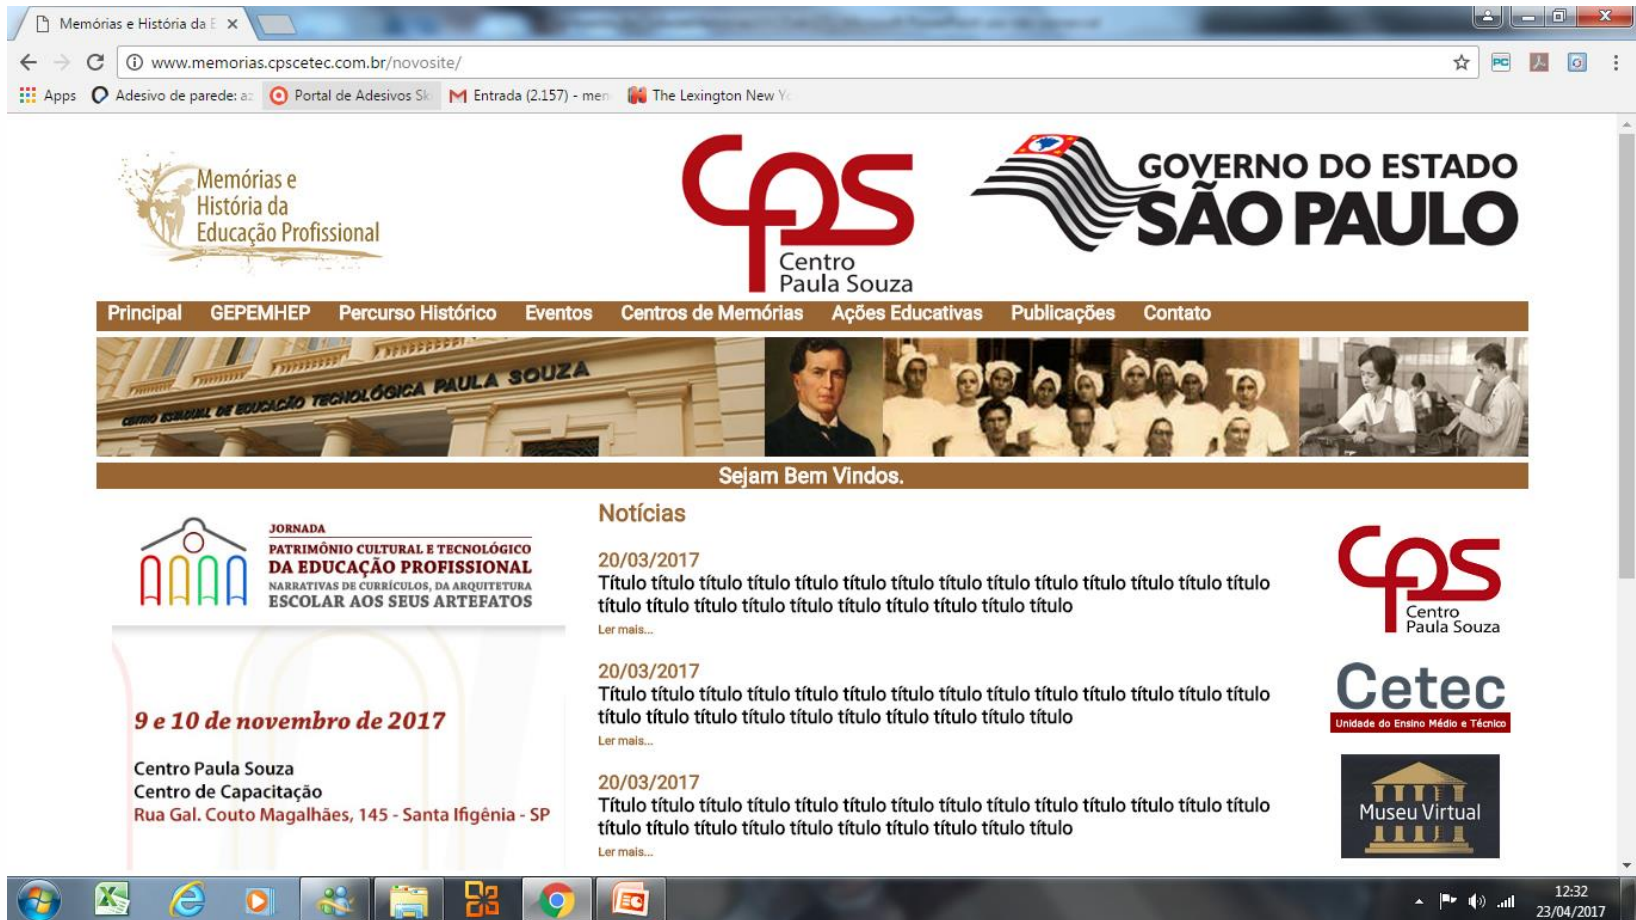 Memórias e História da E
www.memorias.cpscetec.com.br/novosite/
Apps
Adesivo de parede: az
Portal de Adesivos Sk
Entrada (2.157) - men
The Lexington New Yo
Memórias e
História da
Educação Profissional
cps
Centro
Paula Souza
GOVERNO DO ESTADO
SÃO PAULO
Principal GEPEMHEP Percurso Histórico Eventos Centros de Memórias Ações Educativas Publicações Contato
CENTRO ESTADUAL DE EDUCAÇÃO TECNOLÓGICA PAULA SOUZA
Sejam Bem Vindos.
JORNADA
PATRIMÔNIO CULTURAL E TECNOLÓGICO
DA EDUCAÇÃO PROFISSIONAL
NARRATIVAS DE CURRÍCULOS, DA ARQUITETURA
ESCOLAR AOS SEUS ARTEFATOS
9 e 10 de novembro de 2017
Centro Paula Souza
Centro de Capacitação
Rua Gal. Couto Magalhães, 145 - Santa Ifigênia - SP
Notícias
20/03/2017
Título título título título título título título título título título título título título título
título título título título título título título título título título
Ler mais...
20/03/2017
Título título título título título título título título título título título título título título
título título título título título título título título título título
Ler mais...
20/03/2017
Título título título título título título título título título título título título título título
título título título título título título título título título título
Ler mais...
cps
Centro
Paula Souza
Cetec
Unidade do Ensino Médio e Técnico
Museu Virtual
12:32
23/04/2017